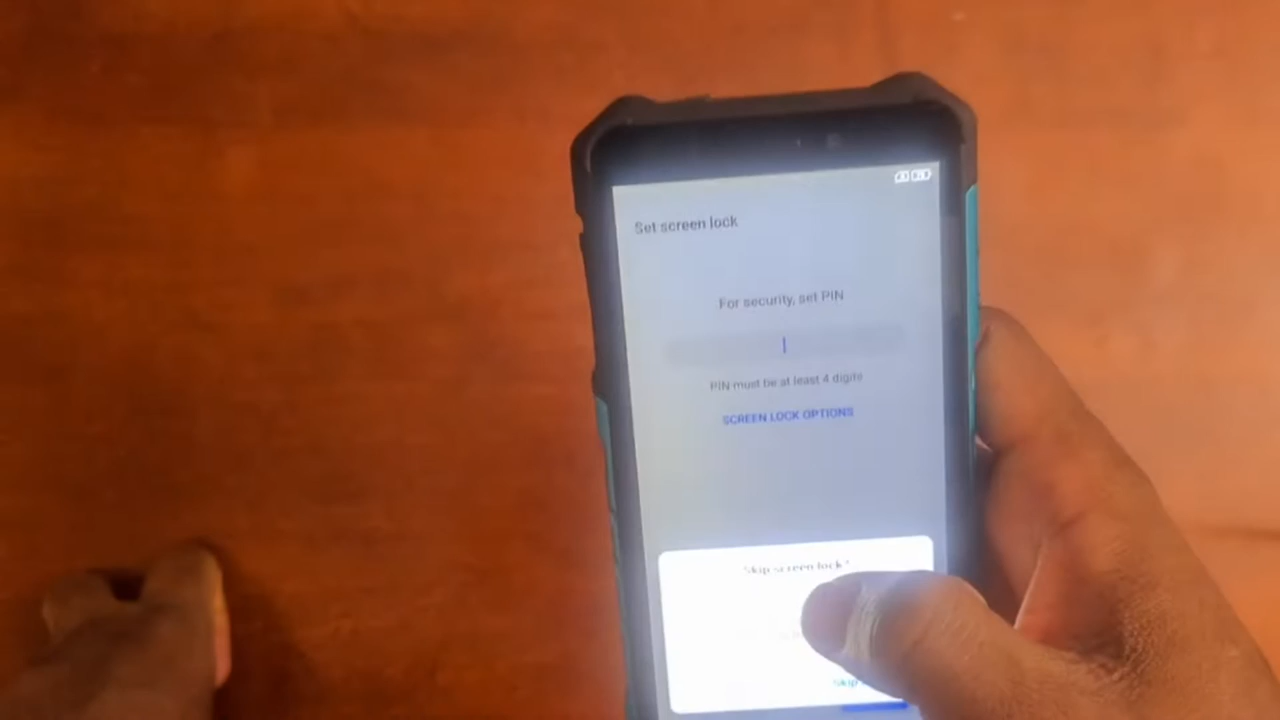 Set screen lock
For security, set PIN
PIN must be at least 4 digits
SCREEN LOCK OPTIONS
Skip screen lock?
Skip